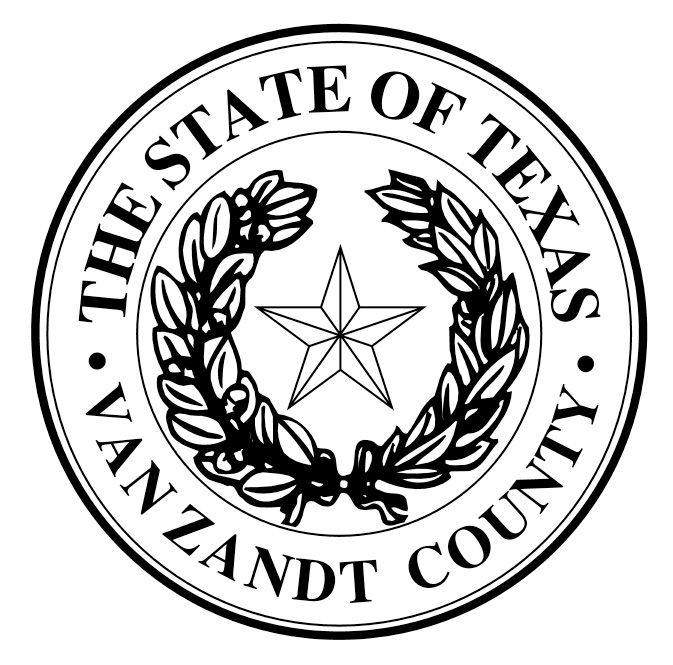 THE STATE OF TEXAS
• VAN ZANDT COUNTY •